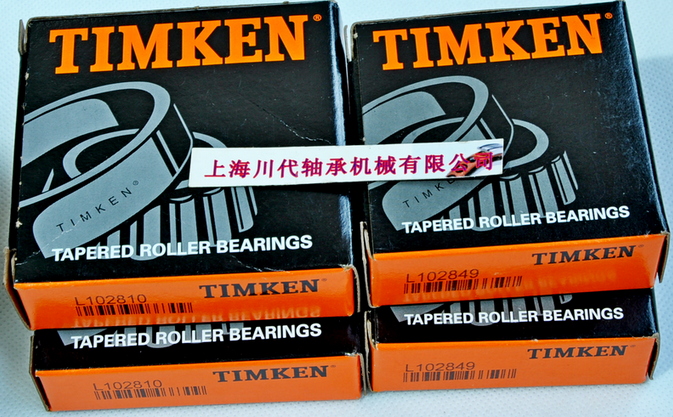 TIMKEN®
TIMKEN®
TIMKEN®
TIMKEN
上海川代轴承机械有限公司
TAPERED ROLLER BEARINGS
TAPERED ROLLER BEARINGS
L102810
TIMKEN
L102849
TIMKEN
TAPERED ROLLER BEARINGS
TAPERED ROLLER BEARINGS
L102810
TIMKEN
L102849
TIMKEN